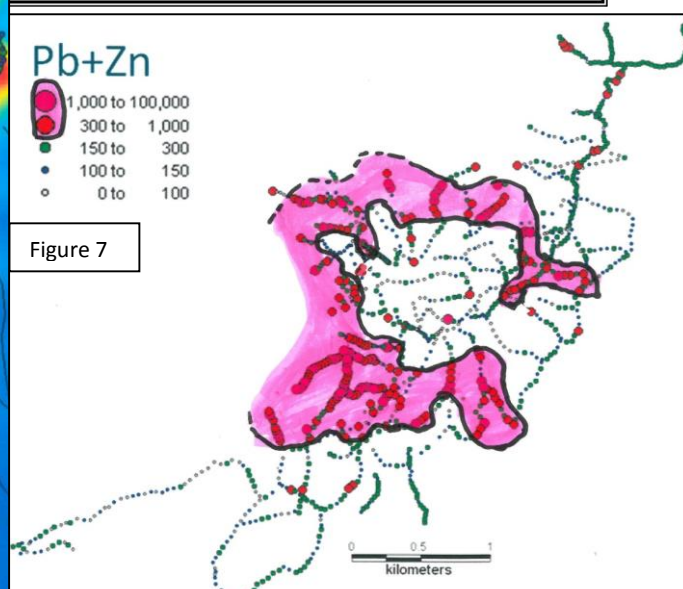 Pb+Zn
1,000 to 100,000
300 to 1,000
150 to 300
100 to 150
0 to 100
Figure 7
0 0.5 1
kilometers